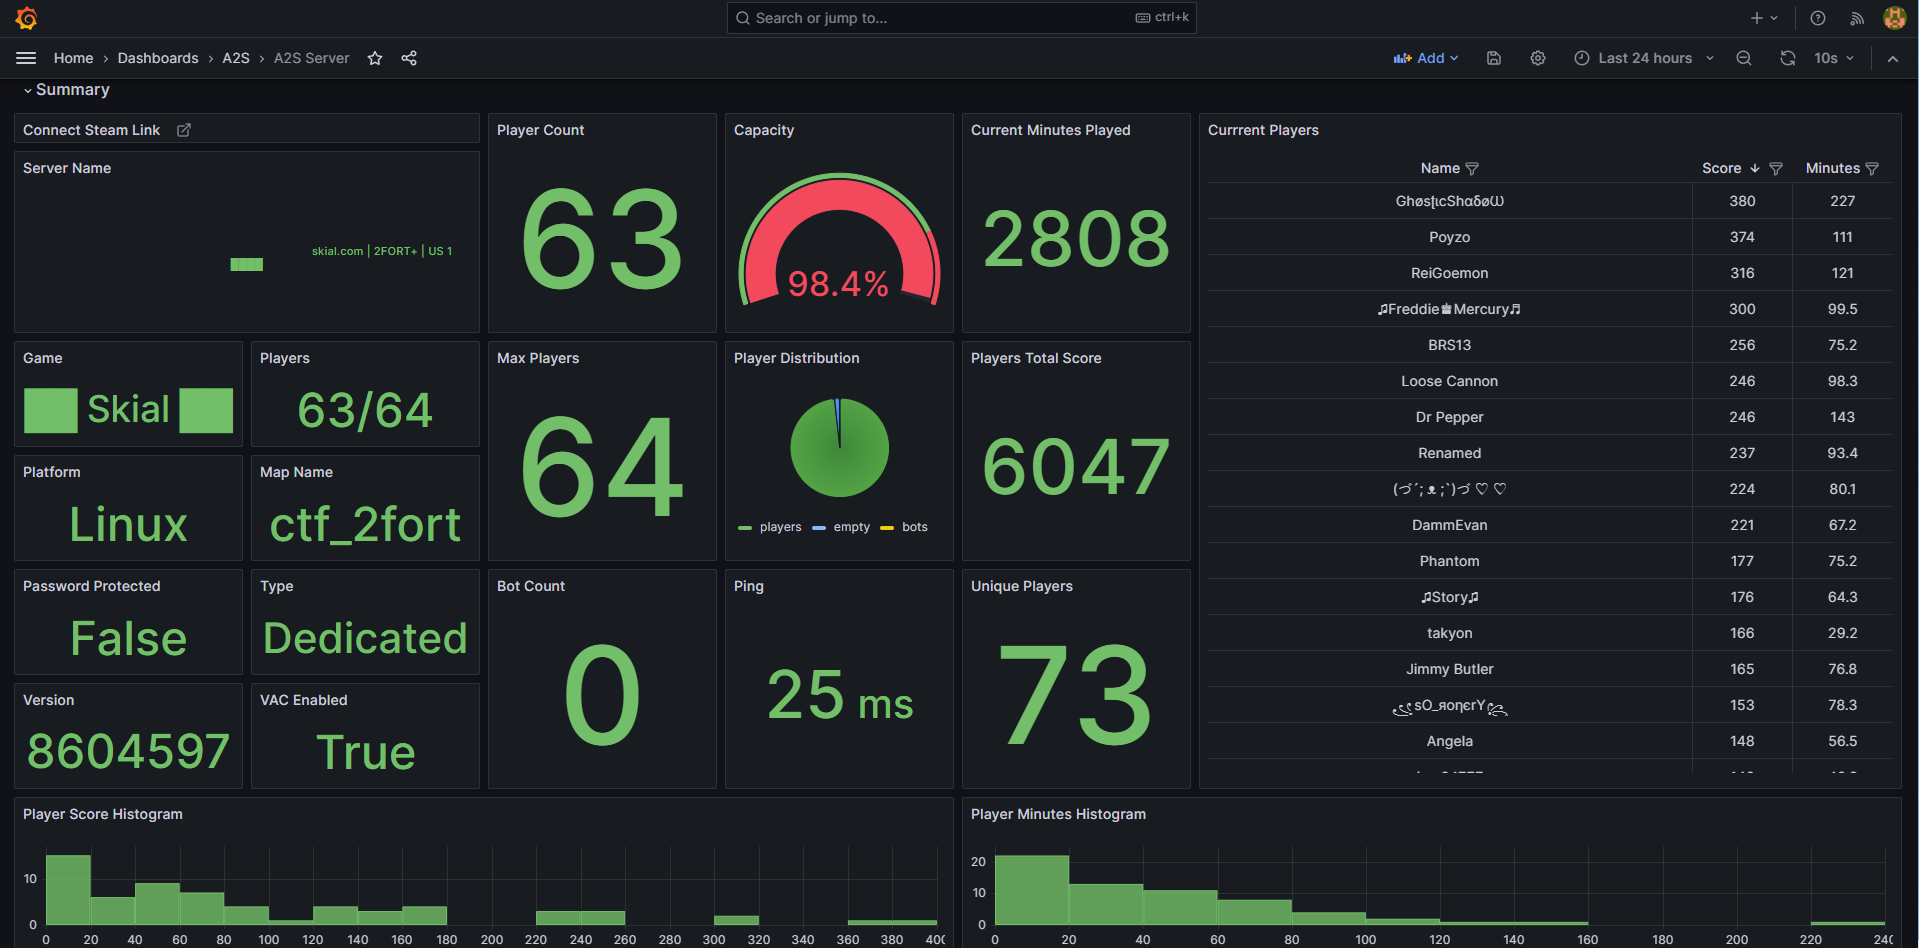 Search or jump to...
ctrl+k
Home › Dashboards › A2S › A2S Server
Add
Last 24 hours
10s
Summary
Connect Steam Link
Server Name
skial.com | 2FORT+ | US 1
████
Player Count
63
Capacity
98.4%
Current Minutes Played
2808
Game
██ Skial ██
Players
63/64
Max Players
64
Player Distribution
players
empty
bots
Players Total Score
6047
Platform
Linux
Map Name
ctf_2fort
Password Protected
False
Type
Dedicated
Bot Count
0
Ping
25 ms
Unique Players
73
Version
8604597
VAC Enabled
True
Currrent Players
Name Score Minutes
380 227
Poyzo 374 111
ReiGoemon 316 121
♫Freddie♚Mercury♬ 300 99.5
BRS13 256 75.2
Loose Cannon 246 98.3
Dr Pepper 246 143
Renamed 237 93.4
(づ ´; ᴥ ;`)づ ♡ ♡ 224 80.1
DammEvan 221 67.2
Phantom 177 75.2
♫Story♫ 176 64.3
takyon 166 29.2
Jimmy Butler 165 76.8
153 78.3
Angela 148 56.5
Player Score Histogram
10
0
0 20 40 60 80 100 120 140 160 180 200 220 240 260 280 300 320 340 360 380 400
Player Minutes Histogram
20
10
0
0 20 40 60 80 100 120 140 160 180 200 220 240